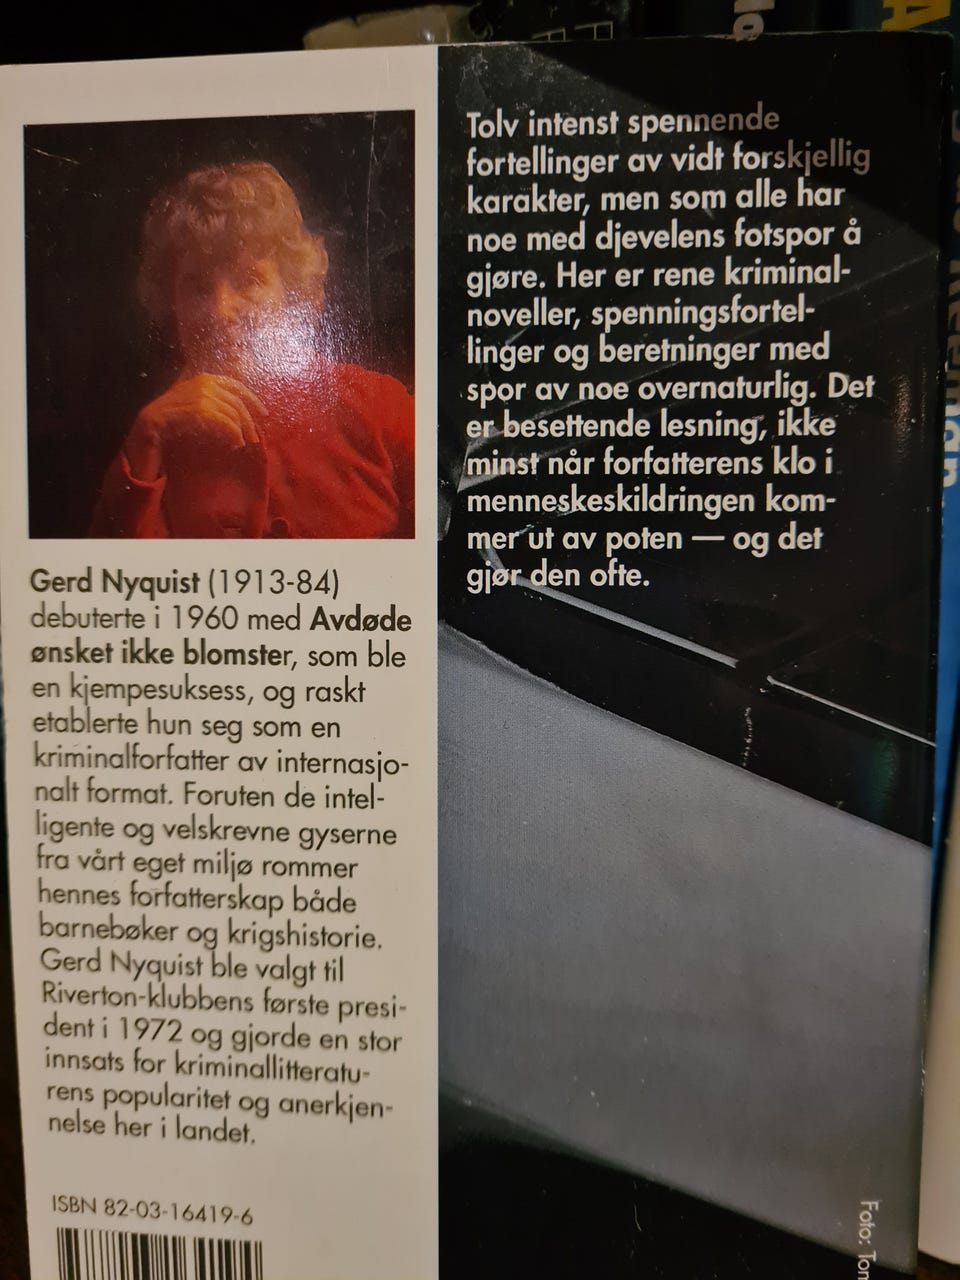 Tolv intenst spennende
fortellinger av vidt forskjellig
karakter, men som alle har
noe med djevelens fotspor å
gjøre. Her er rene kriminal-
noveller, spenningsfortel-
linger og beretninger med
spor av noe overnaturlig. Det
er besettende lesning, ikke
minst når forfatterens klo i
menneskeskildringen kom-
mer ut av poten — og det
gjør den ofte.
Gerd Nyquist (1913-84)
debuterte i 1960 med Avdøde
ønsket ikke blomster, som ble
en kjempesuksess, og raskt
etablerte hun seg som en
kriminalforfatter av internasjo-
nalt format. Foruten de intel-
ligente og velskrevne gyserne
fra vårt eget miljø rommer
hennes forfatterskap både
barnebøker og krigshistorie.
Gerd Nyquist ble valgt til
Riverton-klubbens første presi-
dent i 1972 og gjorde en stor
innsats for kriminallitteratu-
rens popularitet og anerkjen-
nelse her i landet.
ISBN 82-03-16419-6
Foto: Tom